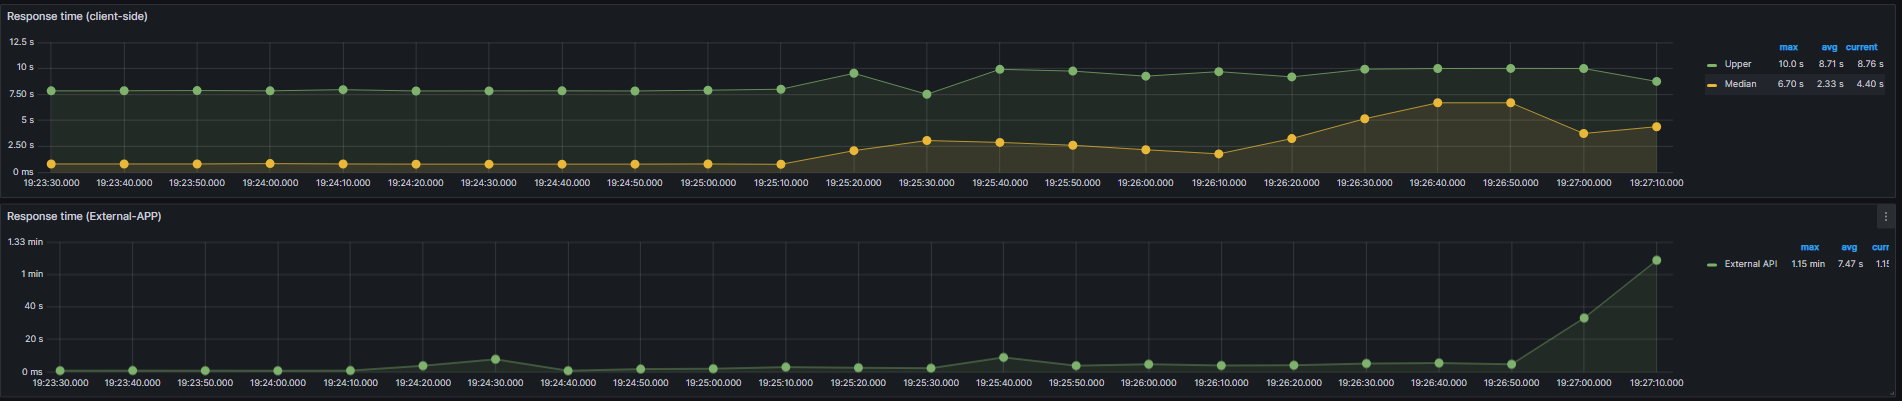 Response time (client-side)
12.5 s
10 s
7.50 s
5 s
2.50 s
0 ms
19:23:30.000 19:23:40.000 19:23:50.000 19:24:00.000 19:24:10.000 19:24:20.000 19:24:30.000 19:24:40.000 19:24:50.000 19:25:00.000 19:25:10.000 19:25:20.000 19:25:30.000 19:25:40.000 19:25:50.000 19:26:00.000 19:26:10.000 19:26:20.000 19:26:30.000 19:26:40.000 19:26:50.000 19:27:00.000 19:27:10.000
max avg current
Upper 10.0 s 8.71 s 8.76 s
Median 6.70 s 2.33 s 4.40 s
Response time (External-APP)
1.33 min
1 min
40 s
20 s
0 ms
19:23:30.000 19:23:40.000 19:23:50.000 19:24:00.000 19:24:10.000 19:24:20.000 19:24:30.000 19:24:40.000 19:24:50.000 19:25:00.000 19:25:10.000 19:25:20.000 19:25:30.000 19:25:40.000 19:25:50.000 19:26:00.000 19:26:10.000 19:26:20.000 19:26:30.000 19:26:40.000 19:26:50.000 19:27:00.000 19:27:10.000
max avg curr
External API 1.15 min 7.47 s 1.15